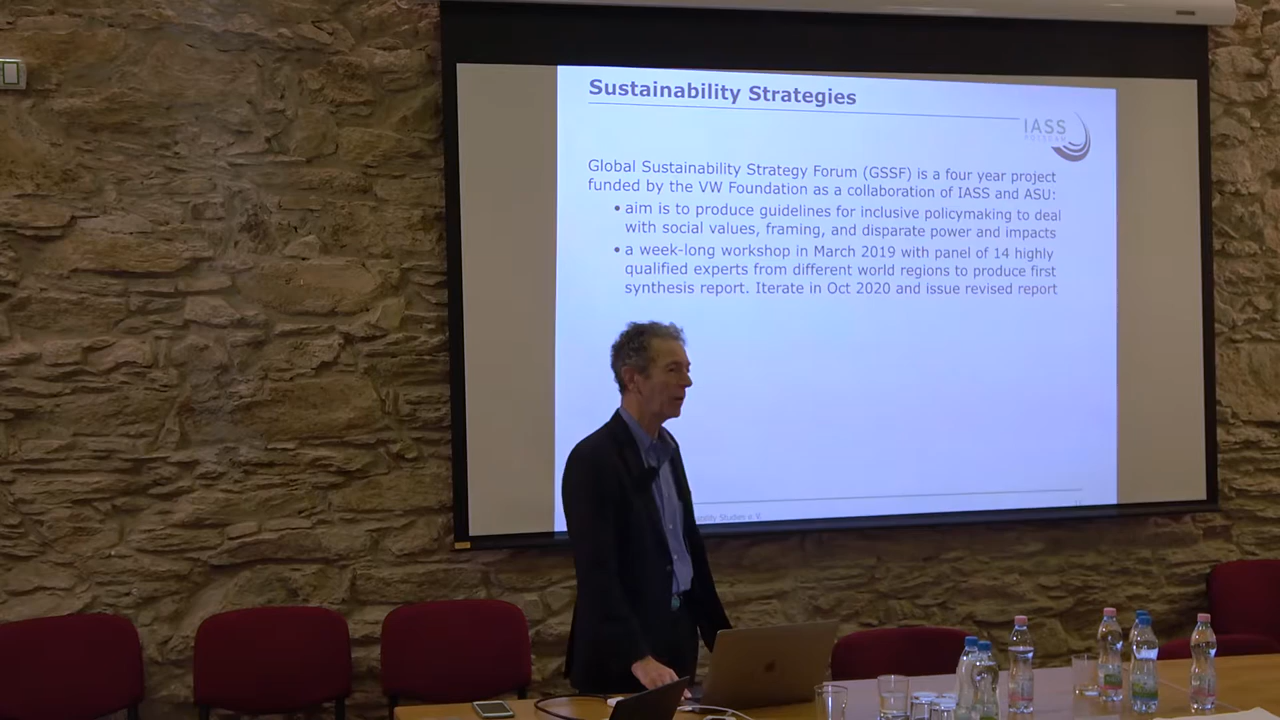 Sustainability Strategies
IASS
POTSDAM
Global Sustainability Strategy Forum (GSSF) is a four year project
funded by the VW Foundation as a collaboration of IASS and ASU:
• aim is to produce guidelines for inclusive policymaking to deal
with social values, framing, and disparate power and impacts
• a week-long workshop in March 2019 with panel of 14 highly
qualified experts from different world regions to produce first
synthesis report. Iterate in Oct 2020 and issue revised report
Studies e. V.